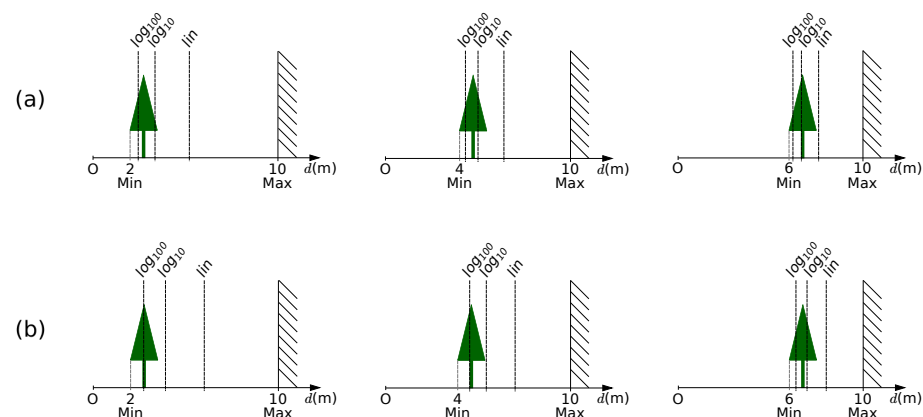 log100 log10 lin log100 log10 lin log100 log10 lin
(a)
O 2 10 d(m) O 4 10 d(m) O 6 10 d(m)
Min Max Min Max Min Max
log100 log10 lin log100 log10 lin log100 log10 lin
(b)
O 2 10 d(m) O 4 10 d(m) O 6 10 d(m)
Min Max Min Max Min Max